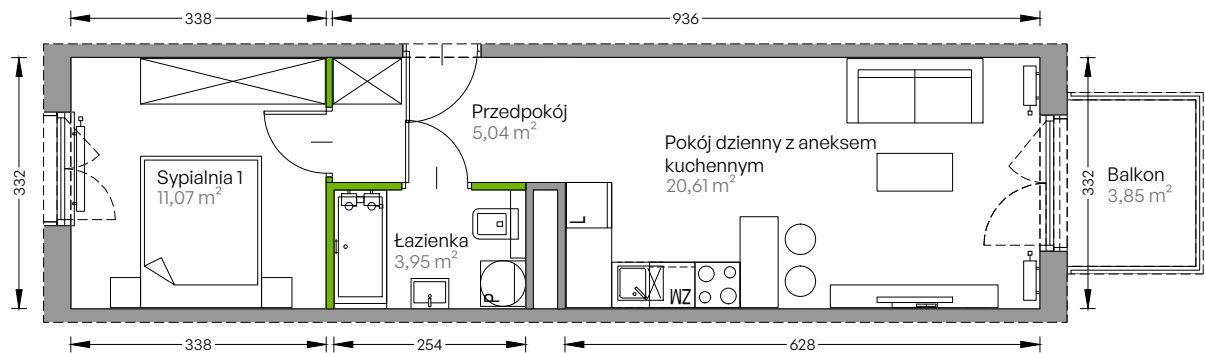 338
936
Przedpokój
5,04 m²
Pokój dzienny z aneksem
kuchennym
20,61 m²
332
Sypialnia 1
11,07 m²
332
Balkon
3,85 m²
L
Łazienka
3,95 m²
P
ZM
338
254
628